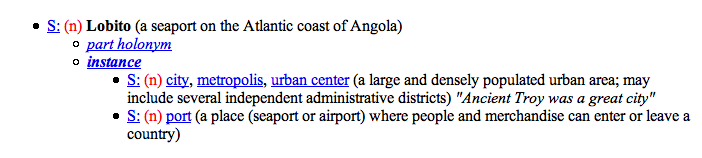 S: (n) Lobito (a seaport on the Atlantic coast of Angola)
part holonym
instance
S: (n) city, metropolis, urban center (a large and densely populated urban area; may
include several independent administrative districts) "Ancient Troy was a great city"
S: (n) port (a place (seaport or airport) where people and merchandise can enter or leave a
country)